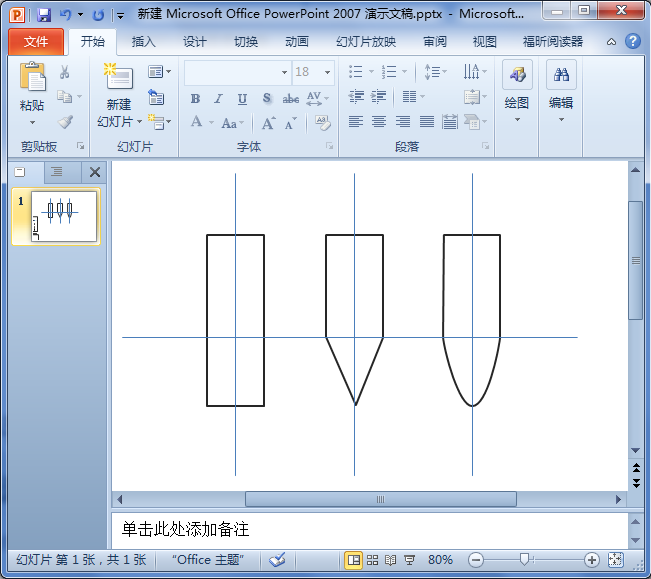 新建 Microsoft Office PowerPoint 2007 演示文稿.pptx - Microsoft...
文件 开始 插入 设计 切换 动画 幻灯片放映 审阅 视图 福昕阅读器
粘贴
新建
幻灯片
18
B I U S abc AV
A Aa A A
绘图 编辑
剪贴板 幻灯片 字体 段落
1
单击此处添加备注
幻灯片 第 1 张，共 1 张 "Office 主题" 80%